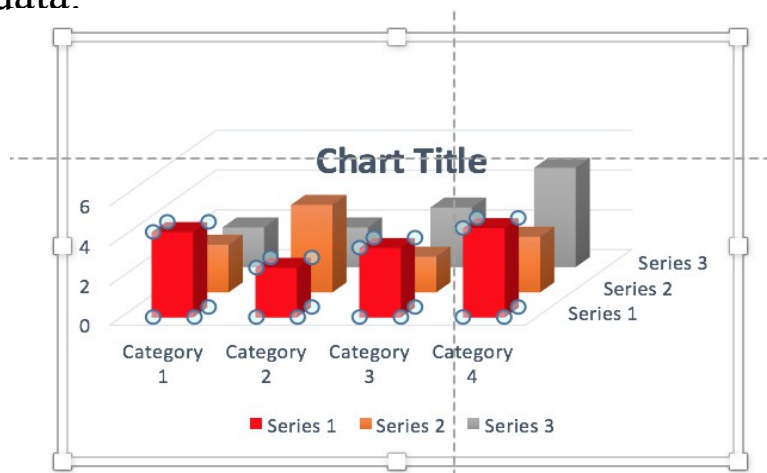 data.
Chart Title
6
4
2
0
Series 3
Series 2
Series 1
Category Category Category Category
1 2 3 4
Series 1 Series 2 Series 3